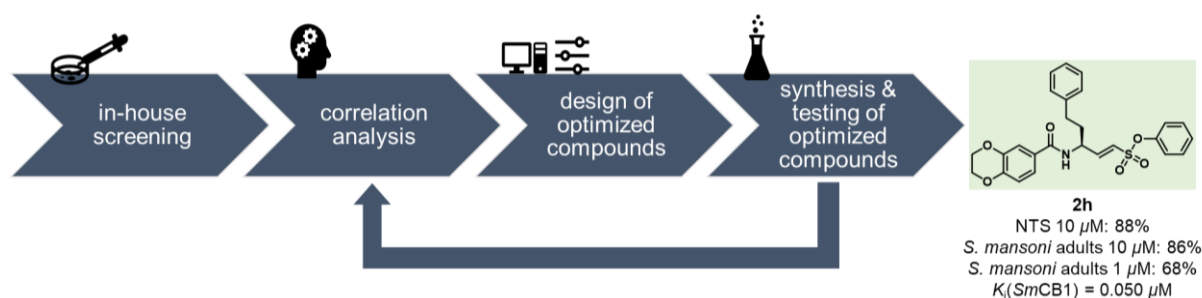 in-house
screening
correlation
analysis
design of
optimized
compounds
synthesis &
testing of
optimized
compounds
O
O
O
N
H
S
O
O
O
2h
NTS 10 µM: 88%
S. mansoni adults 10 µM: 86%
S. mansoni adults 1 µM: 68%
Ki(SmCB1) = 0.050 µM